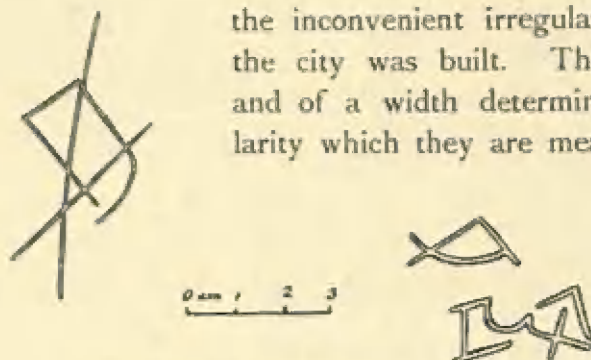 the inconvenient irregula
the city was built. Th
and of a width determin
larity which they are mea
0 cm 1 2 3